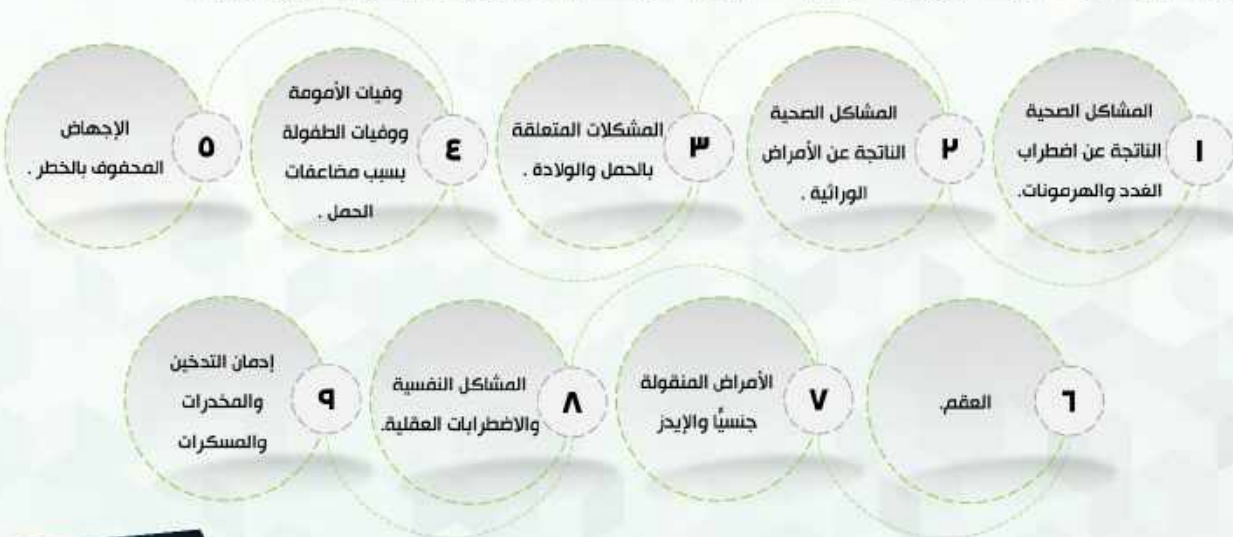 ١
المشاكل الصحية
الناتجة عن اضطراب
الغدد والهرمونات.
٢
المشاكل الصحية
الناتجة عن الأمراض
الوراثية .
٣
المشكلات المتعلقة
بالحمل والولادة .
٤
وفيات الأمومة
ووفيات الطفولة
بسبب مضاعفات
الحمل .
٥
الإجهاض
المحفوف بالخطر .
٦
العقم.
٧
الأمراض المنقولة
جنسيًا والإيدز
٨
المشاكل النفسية
والاضطرابات العقلية.
٩
إدمان التدخين
والمخدرات
والمسكرات